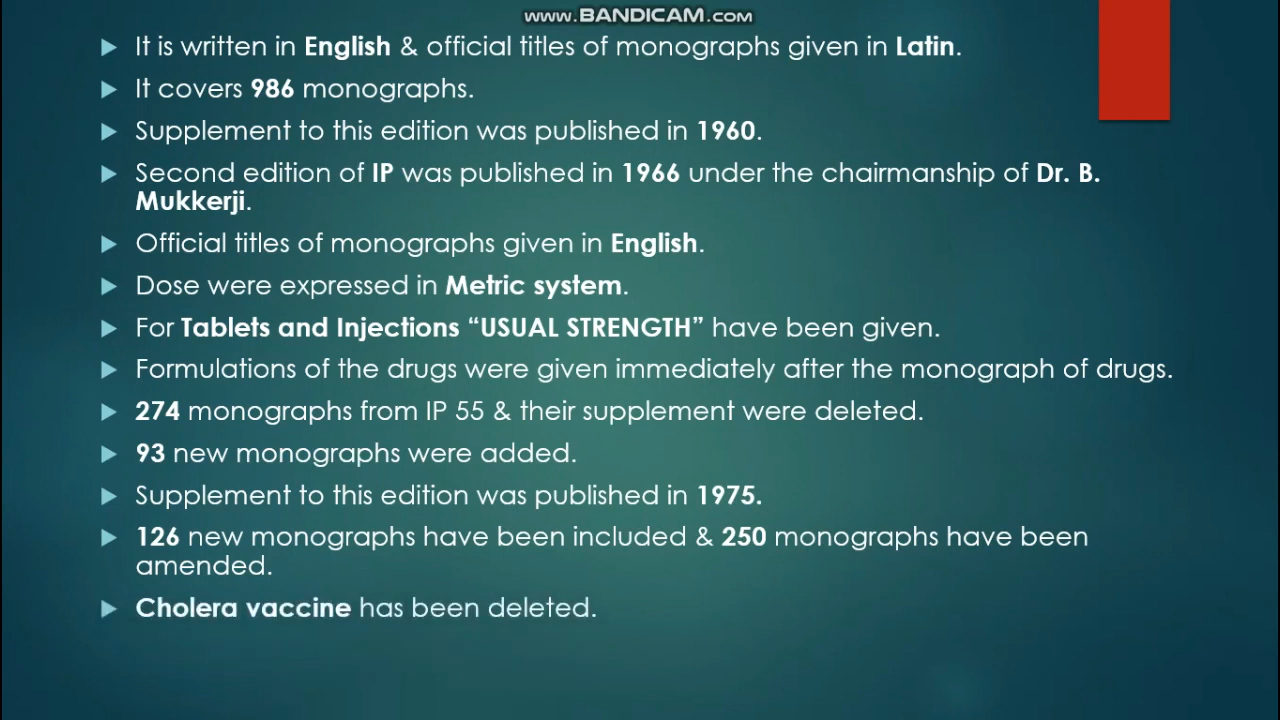 www.BANDICAM.com
It is written in English & official titles of monographs given in Latin.
It covers 986 monographs.
Supplement to this edition was published in 1960.
Second edition of IP was published in 1966 under the chairmanship of Dr. B.
Mukkerji.
Official titles of monographs given in English.
Dose were expressed in Metric system.
For Tablets and Injections “USUAL STRENGTH” have been given.
Formulations of the drugs were given immediately after the monograph of drugs.
274 monographs from IP 55 & their supplement were deleted.
93 new monographs were added.
Supplement to this edition was published in 1975.
126 new monographs have been included & 250 monographs have been
amended.
Cholera vaccine has been deleted.